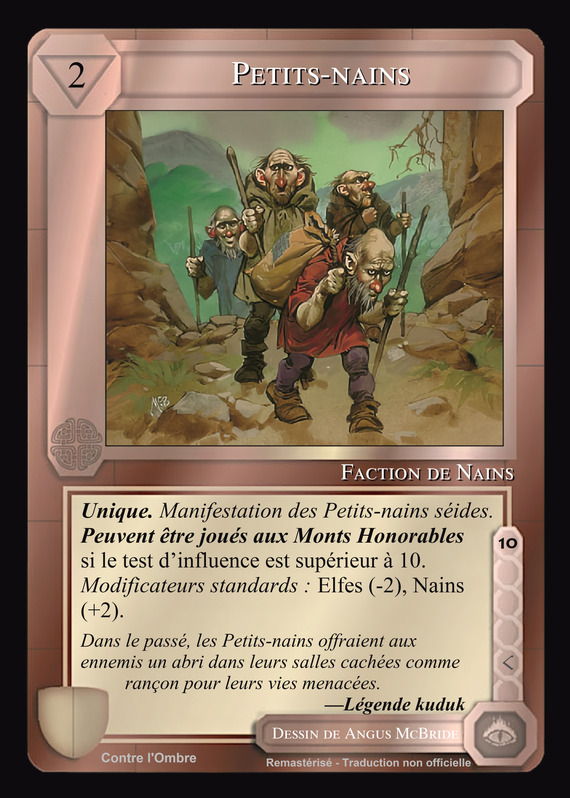 2
PETITS-NAINS
McB
FACTION DE NAINS
Unique. Manifestation des Petits-nains séides.
Peuvent être joués aux Monts Honorables
si le test d'influence est supérieur à 10.
Modificateurs standards : Elfes (-2), Nains
(+2).
10
Dans le passé, les Petits-nains offraient aux
ennemis un abri dans leurs salles cachées comme
rançon pour leurs vies menacées.
—Légende kuduk
DESSIN DE ANGUS MCBRIDE
Contre l'Ombre
Remastérisé - Traduction non officielle